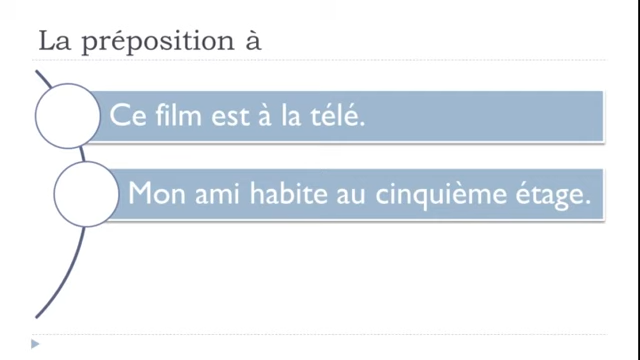 La préposition à
Ce film est à la télé.
Mon ami habite au cinquième étage.